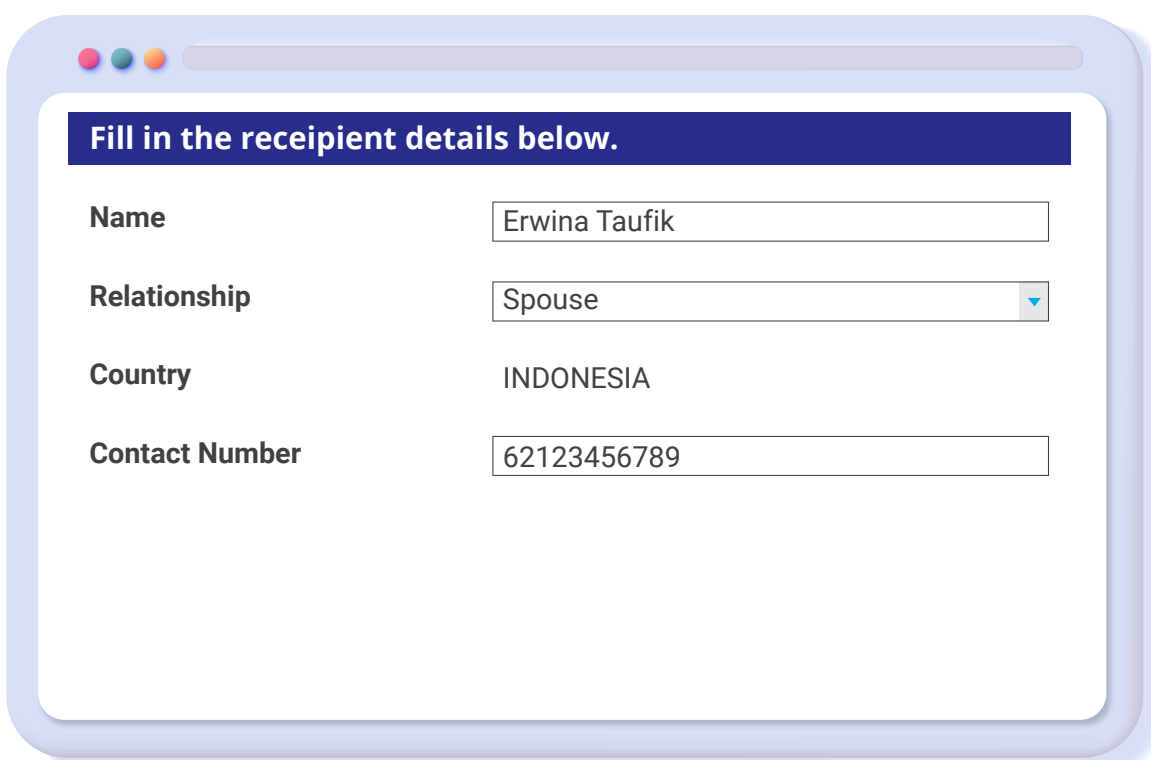 Fill in the receipient details below.
Name
Erwina Taufik
Relationship
Spouse
Country
INDONESIA
Contact Number
62123456789